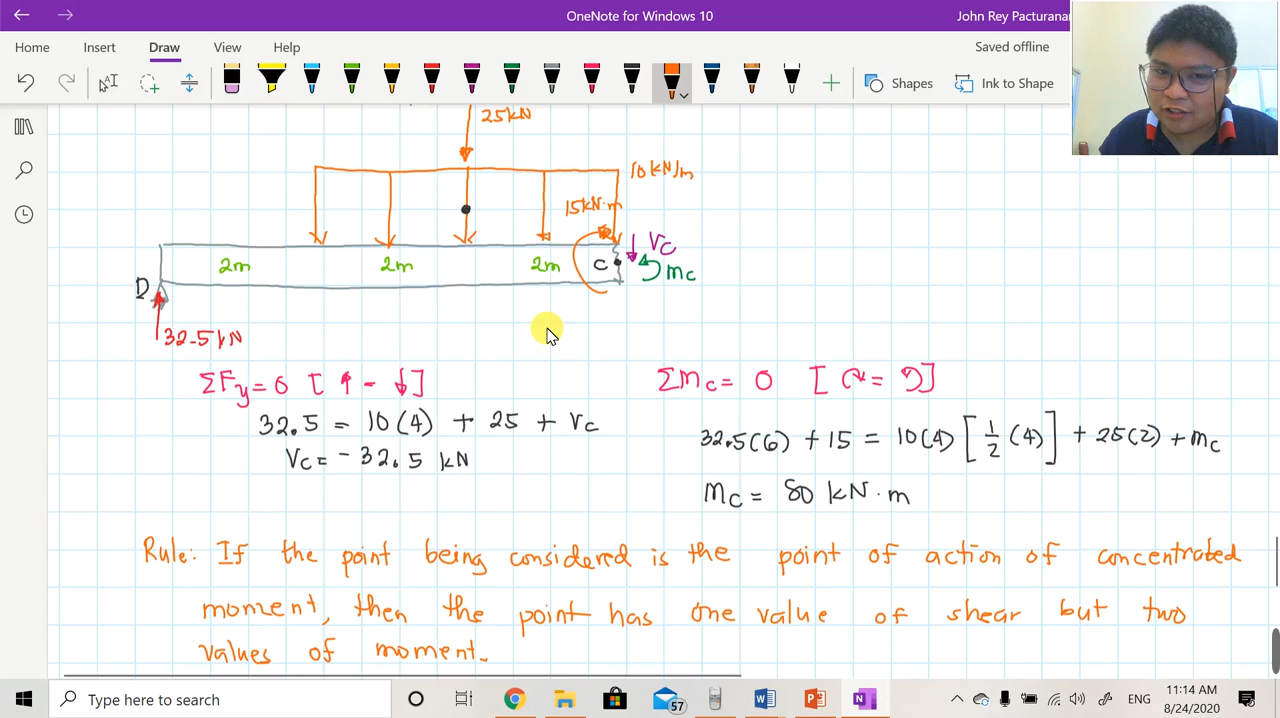 OneNote for Windows 10
John Rey Pacturana
Home Insert Draw View Help
Saved offline
Shapes
Ink to Shape
25kN
10 kN/m
15kN·m
Vc
2m 2m 2m
C
Mc
D
32.5kN
ΣFy = 0 [↑ = ↓]
ΣMc = 0 [↷ = ↶]
32.5 = 10(4) + 25 + Vc
Vc = -32.5 kN
32.5(6) + 15 = 10(4)[1/2 (4)] + 25(2) + Mc
Mc = 80 kN·m
Rule: If the point being considered is the point of action of concentrated
moment, then the point has one value of shear but two
values of moment.
Type here to search
57
ENG
11:14 AM
8/24/2020